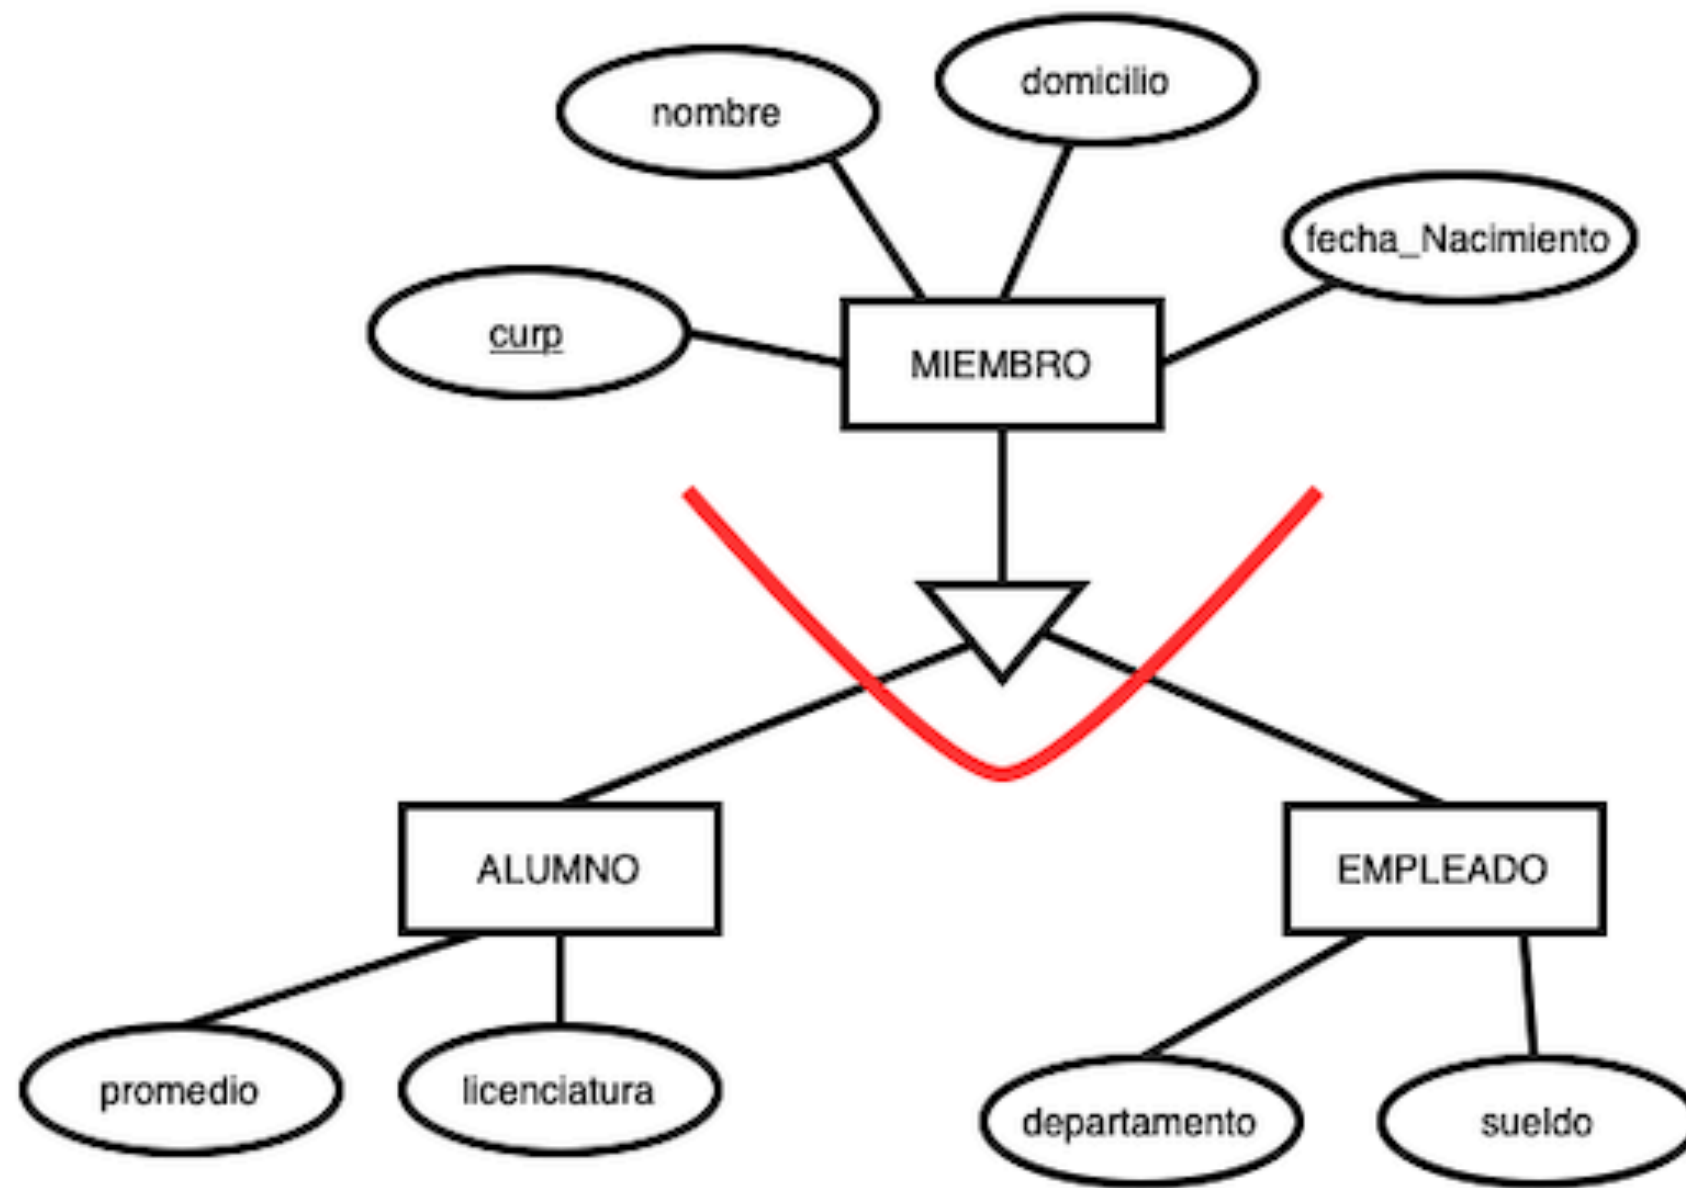 domicilio
nombre
fecha_Nacimiento
curp
MIEMBRO
ALUMNO
EMPLEADO
promedio
licenciatura
departamento
sueldo